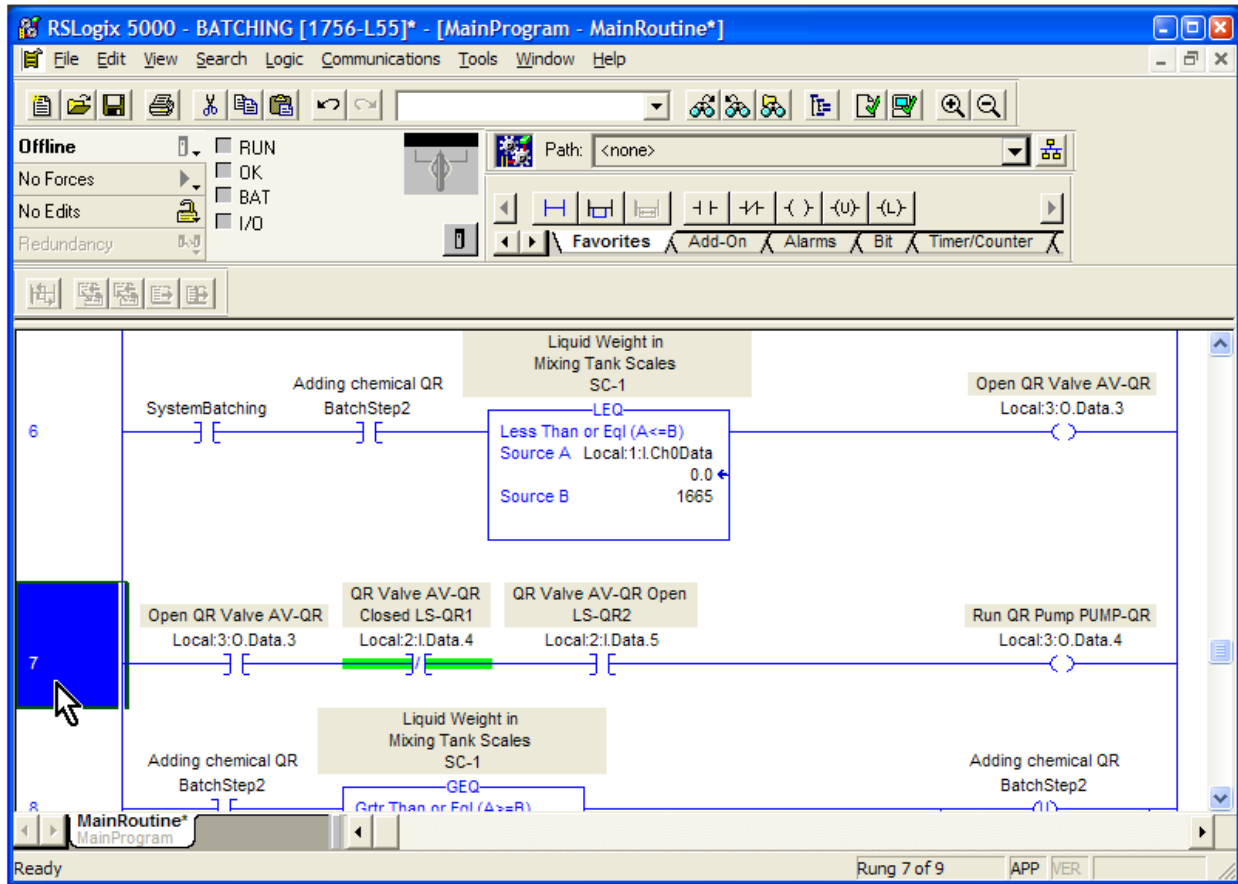 RSLogix 5000 - BATCHING [1756-L55]* - [MainProgram - MainRoutine*]
File Edit View Search Logic Communications Tools Window Help
Offline
RUN
No Forces
OK
No Edits
BAT
Redundancy
I/O
Path: <none>
Favorites Add-On Alarms Bit Timer/Counter
Liquid Weight in
Mixing Tank Scales
SC-1
Adding chemical QR
Open QR Valve AV-QR
SystemBatching BatchStep2 LEQ Local:3:O.Data.3
6
Less Than or Eql (A<=B)
Source A Local:1:I.Ch0Data
0.0
Source B 1665
QR Valve AV-QR QR Valve AV-QR Open
Open QR Valve AV-QR Closed LS-QR1 LS-QR2 Run QR Pump PUMP-QR
Local:3:O.Data.3 Local:2:I.Data.4 Local:2:I.Data.5 Local:3:O.Data.4
7
Liquid Weight in
Mixing Tank Scales
Adding chemical QR SC-1 Adding chemical QR
BatchStep2 GEQ BatchStep2
U
8 Grtr Than or Eql (A>=B)
MainRoutine*
MainProgram
Ready Rung 7 of 9 APP VER